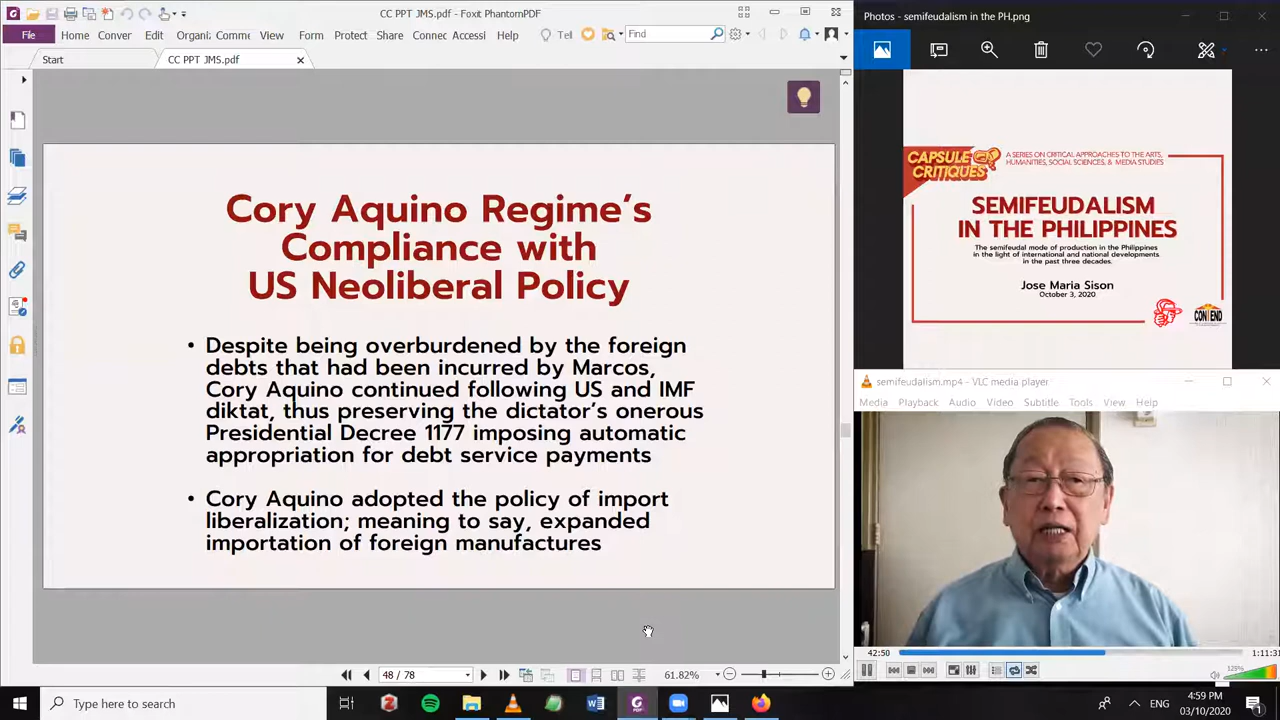 CC PPT JMS.pdf - Foxit PhantomPDF
File Home Conver Edit Organi: Comme View Form Protect Share Connec Accessi Help Tel Find
Start CC PPT JMS.pdf
Cory Aquino Regime's
Compliance with
US Neoliberal Policy
• Despite being overburdened by the foreign
debts that had been incurred by Marcos,
Cory Aquino continued following US and IMF
diktat, thus preserving the dictator's onerous
Presidential Decree 1177 imposing automatic
appropriation for debt service payments
• Cory Aquino adopted the policy of import
liberalization; meaning to say, expanded
importation of foreign manufactures
48 / 78
61.82%
Photos - semifeudalism in the PH.png
CAPSULE
CRITIQUES
A SERIES ON CRITICAL APPROACHES TO THE ARTS,
HUMANITIES, SOCIAL SCIENCES, & MEDIA STUDIES
SEMIFEUDALISM
IN THE PHILIPPINES
The semifeudal mode of production in the Philippines
in the light of international and national developments
in the past three decades.
Jose Maria Sison
October 3, 2020
CONTEND
semifeudalism.mp4 - VLC media player
Media Playback Audio Video Subtitle Tools View Help
42:50
1:11:31
125%
Type here to search
ENG
4:59 PM
03/10/2020